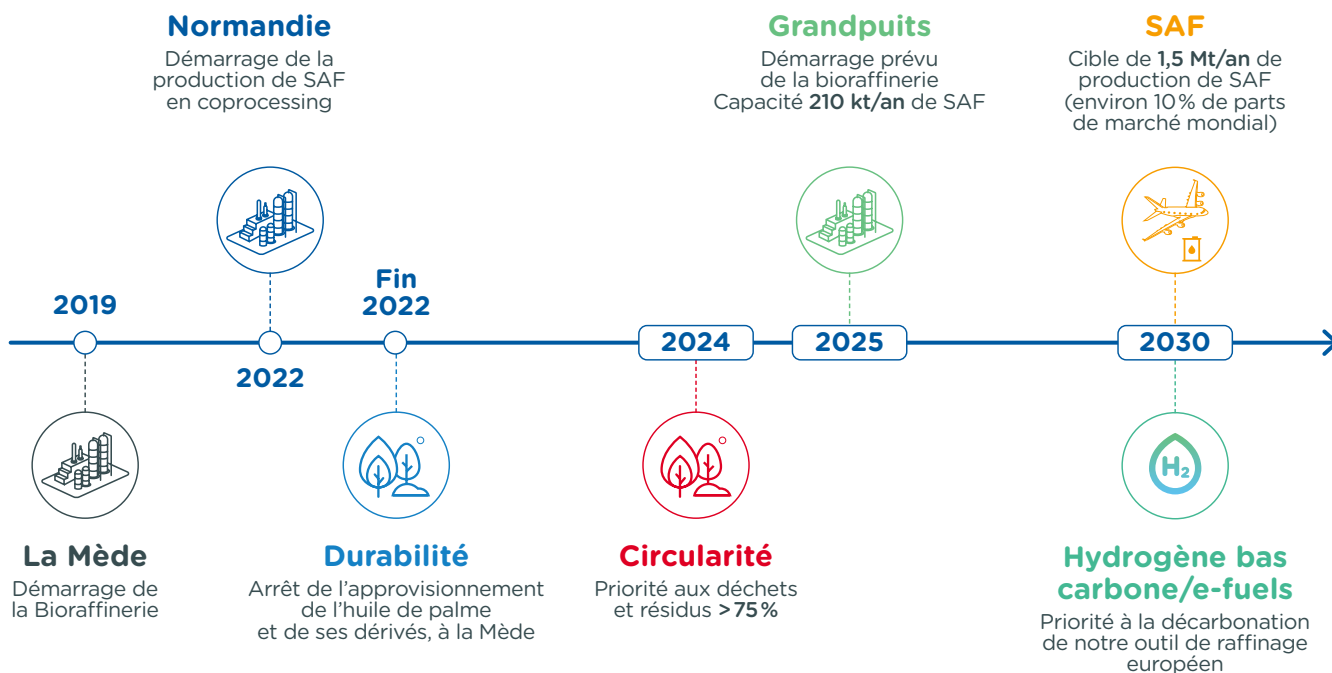 Normandie
Démarrage de la
production de SAF
en coprocessing
Grandpuits
Démarrage prévu
de la bioraffinerie
Capacité 210 kt/an de SAF
SAF
Cible de 1,5 Mt/an de
production de SAF
(environ 10 % de parts
de marché mondial)
2019
2022
Fin
2022
2024
2025
2030
H₂
La Mède
Démarrage de
la Bioraffinerie
Durabilité
Arrêt de l’approvisionnement
de l’huile de palme
et de ses dérivés, à la Mède
Circularité
Priorité aux déchets
et résidus > 75 %
Hydrogène bas
carbone/e-fuels
Priorité à la décarbonation
de notre outil de raffinage
européen